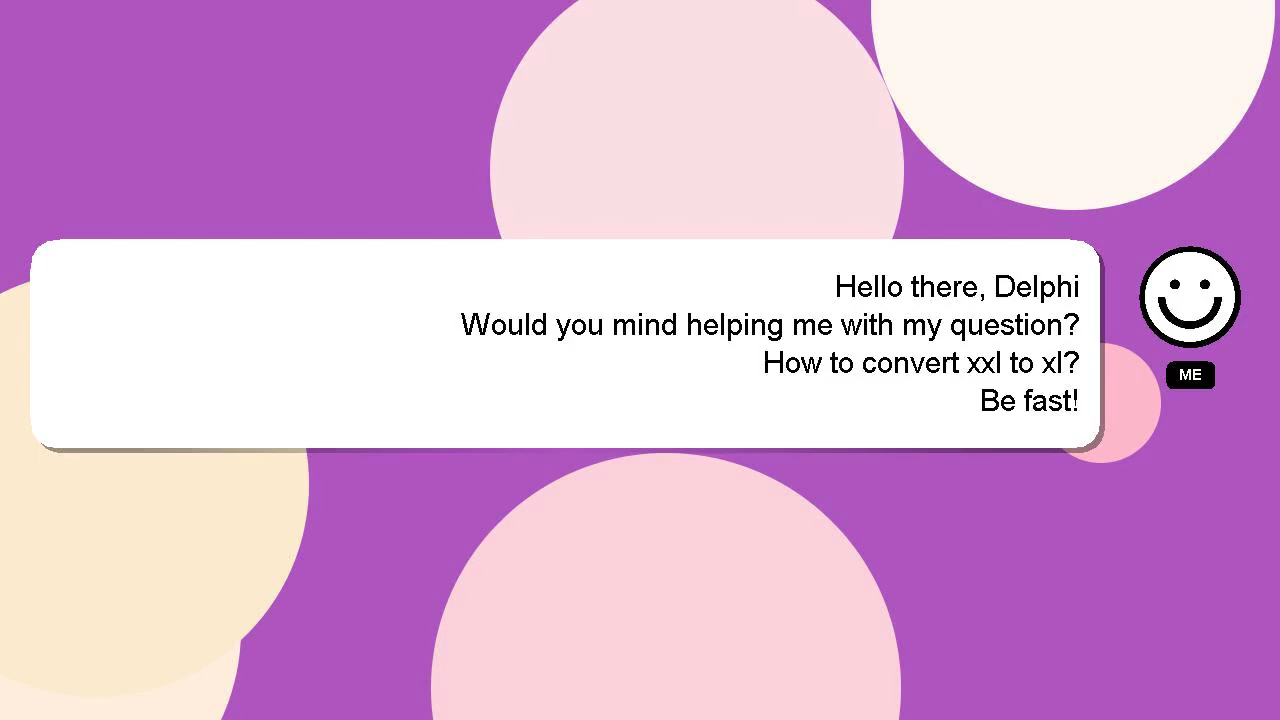 Hello there, Delphi
Would you mind helping me with my question?
How to convert xxl to xl?
Be fast!
ME